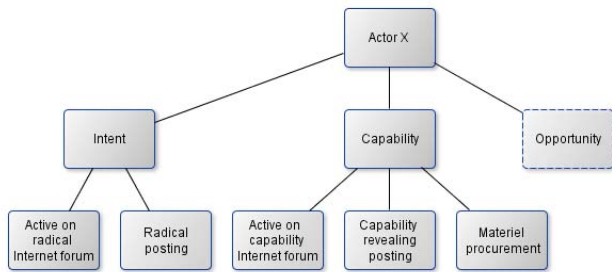 Actor X
Intent
Capability
Opportunity
Active on
radical
Internet forum
Radical
posting
Active on
capability
Internet forum
Capability
revealing
posting
Materiel
procurement